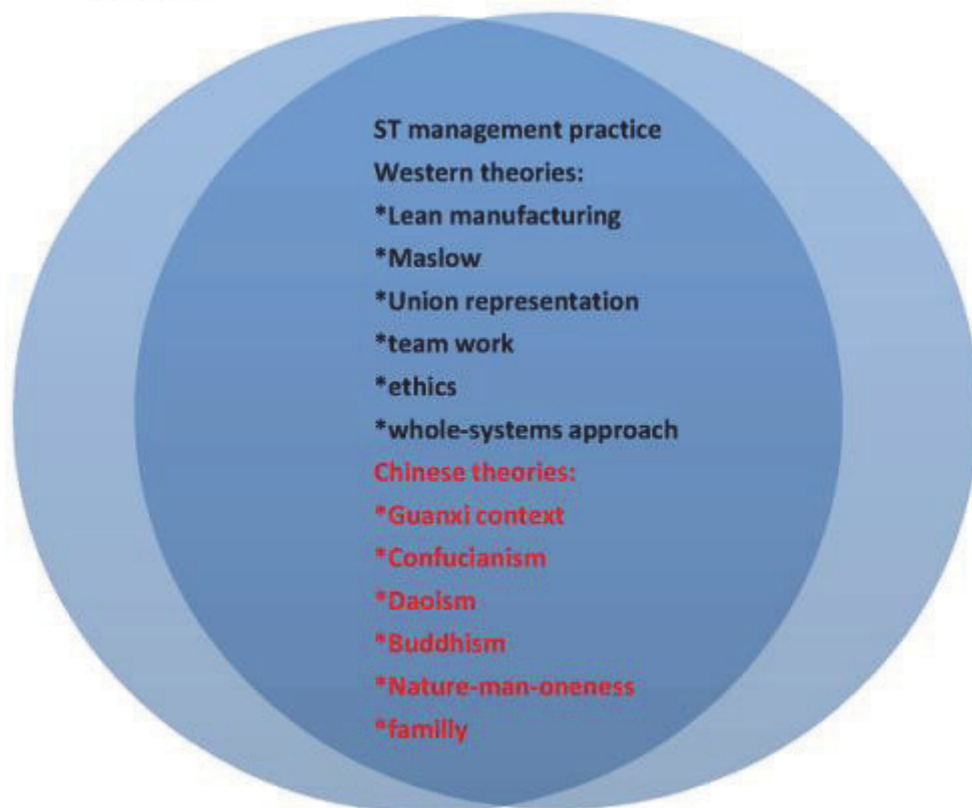 ST management practice
Western theories:
*Lean manufacturing
*Maslow
*Union representation
*team work
*ethics
*whole-systems approach
Chinese theories:
*Guanxi context
*Confucianism
*Daoism
*Buddhism
*Nature-man-oneness
*familly